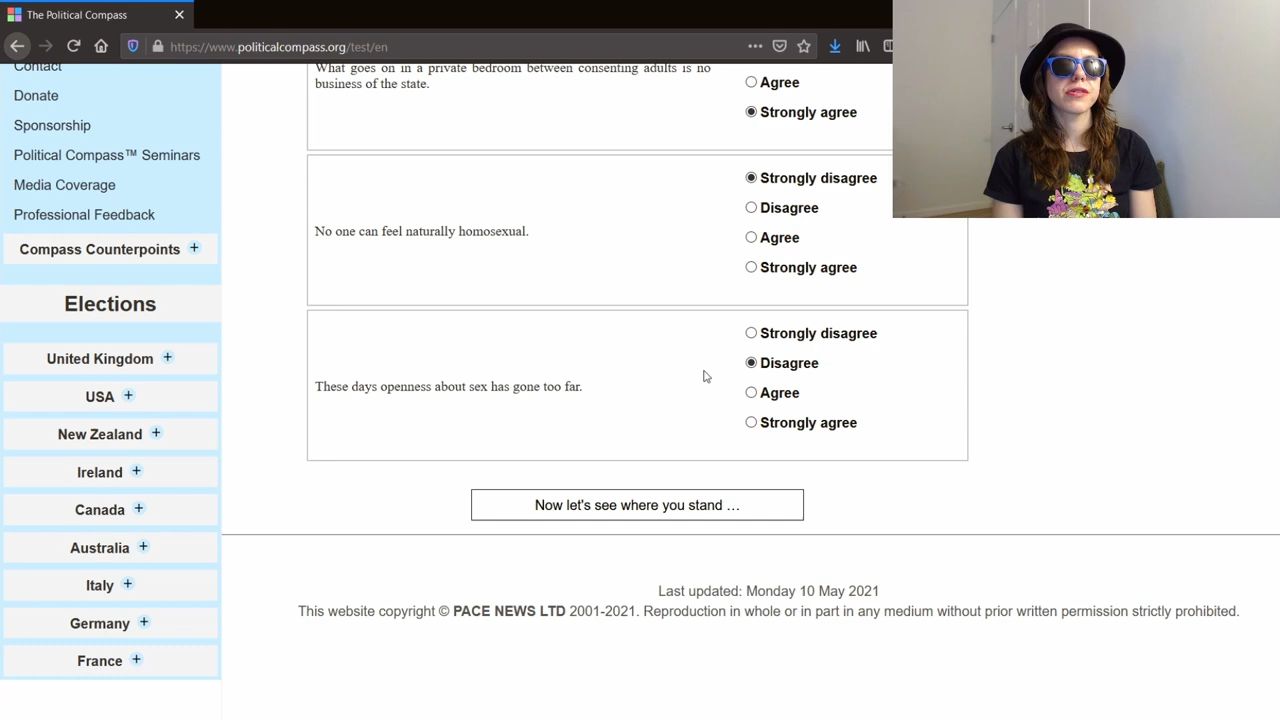 The Political Compass
https://www.politicalcompass.org/test/en
Contact
Donate
Sponsorship
Political Compass™ Seminars
Media Coverage
Professional Feedback
Compass Counterpoints +
Elections
United Kingdom +
USA +
New Zealand +
Ireland +
Canada +
Australia +
Italy +
Germany +
France +
What goes on in a private bedroom between consenting adults is no
business of the state.
Agree
Strongly agree
No one can feel naturally homosexual.
Strongly disagree
Disagree
Agree
Strongly agree
These days openness about sex has gone too far.
Strongly disagree
Disagree
Agree
Strongly agree
Now let's see where you stand …
Last updated: Monday 10 May 2021
This website copyright © PACE NEWS LTD 2001-2021. Reproduction in whole or in part in any medium without prior written permission strictly prohibited.